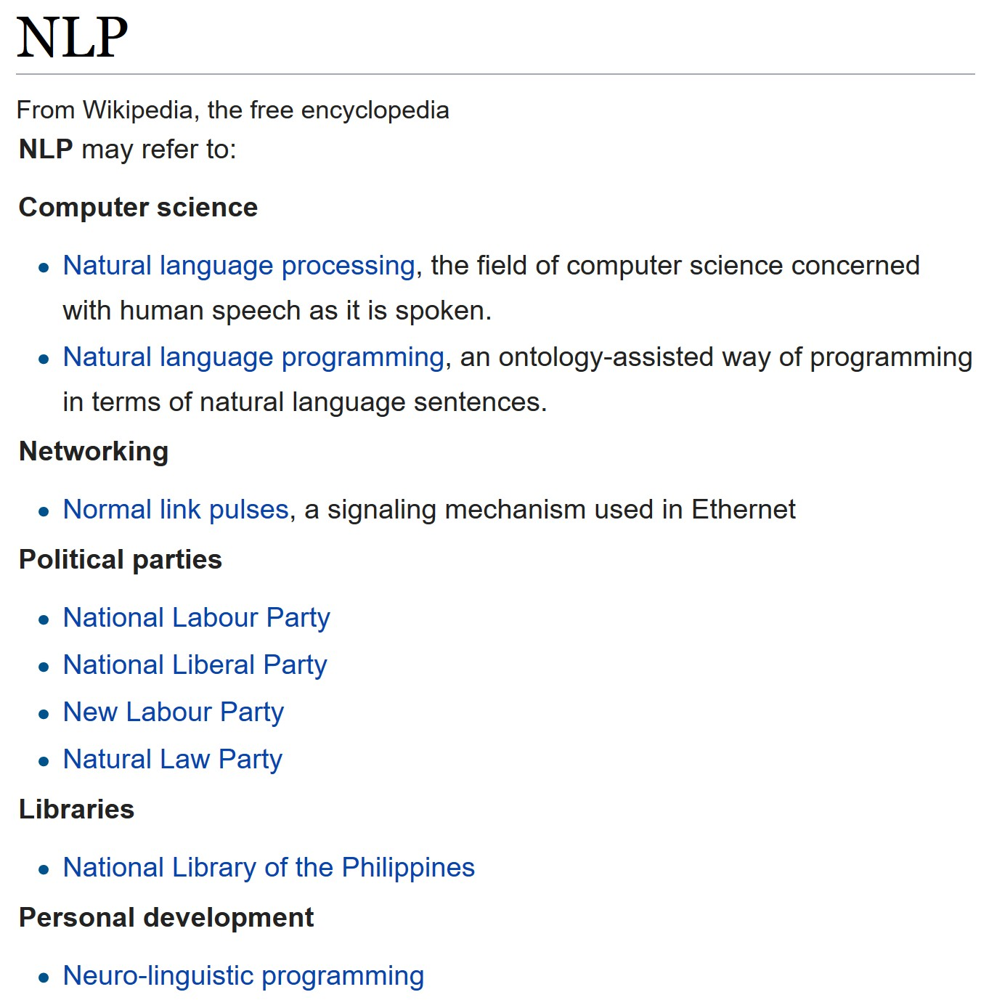 NLP
From Wikipedia, the free encyclopedia
NLP may refer to:
Computer science
Natural language processing, the field of computer science concerned
with human speech as it is spoken.
Natural language programming, an ontology-assisted way of programming
in terms of natural language sentences.
Networking
Normal link pulses, a signaling mechanism used in Ethernet
Political parties
National Labour Party
National Liberal Party
New Labour Party
Natural Law Party
Libraries
National Library of the Philippines
Personal development
Neuro-linguistic programming